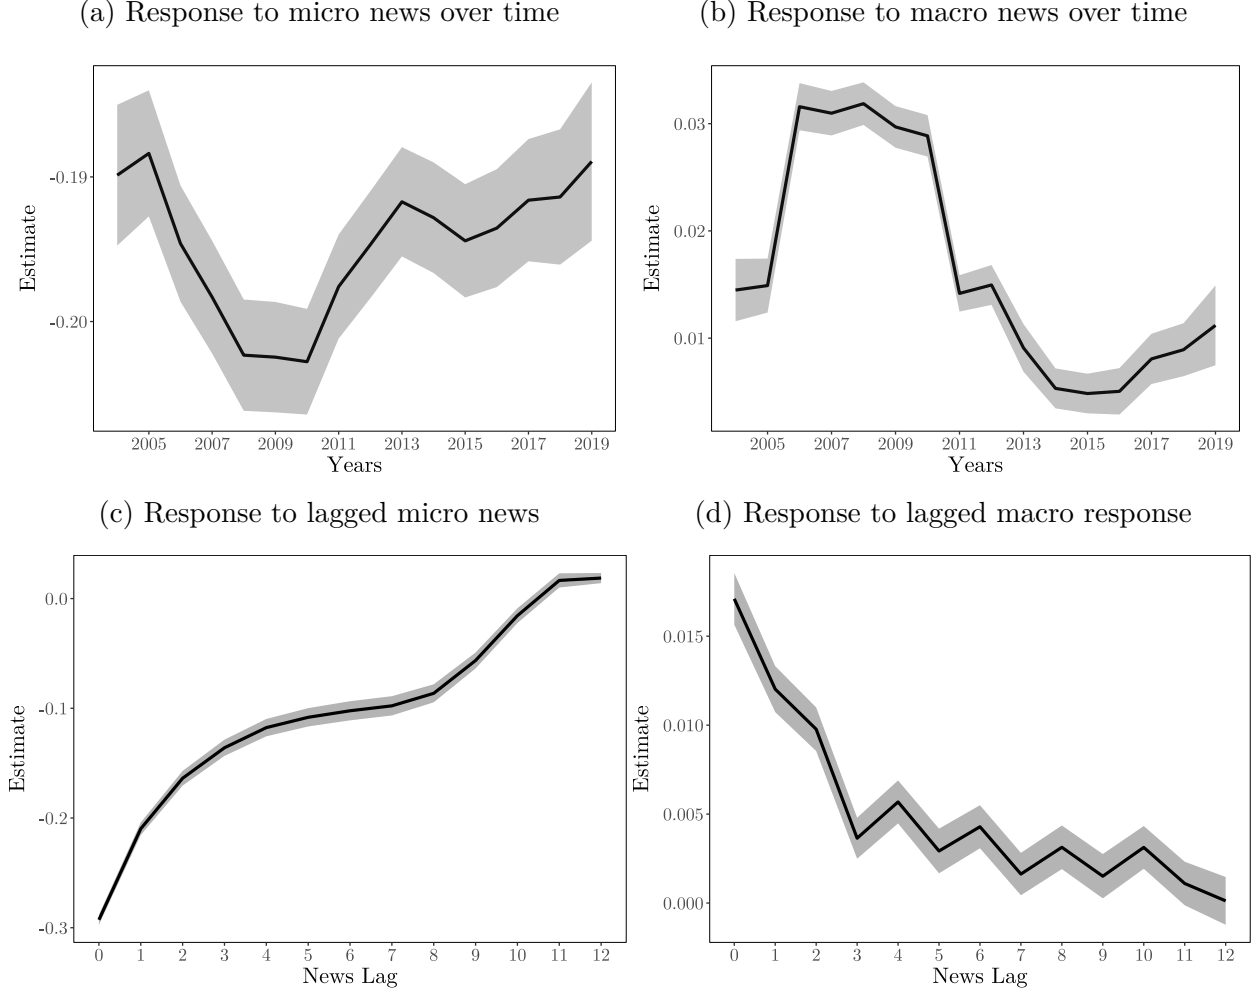 (a) Response to micro news over time
Estimate
-0.19
-0.20
2005 2007 2009 2011 2013 2015 2017 2019
Years
(b) Response to macro news over time
Estimate
0.03
0.02
0.01
2005 2007 2009 2011 2013 2015 2017 2019
Years
(c) Response to lagged micro news
Estimate
0.0
-0.1
-0.2
-0.3
0 1 2 3 4 5 6 7 8 9 10 11 12
News Lag
(d) Response to lagged macro response
Estimate
0.015
0.010
0.005
0.000
0 1 2 3 4 5 6 7 8 9 10 11 12
News Lag